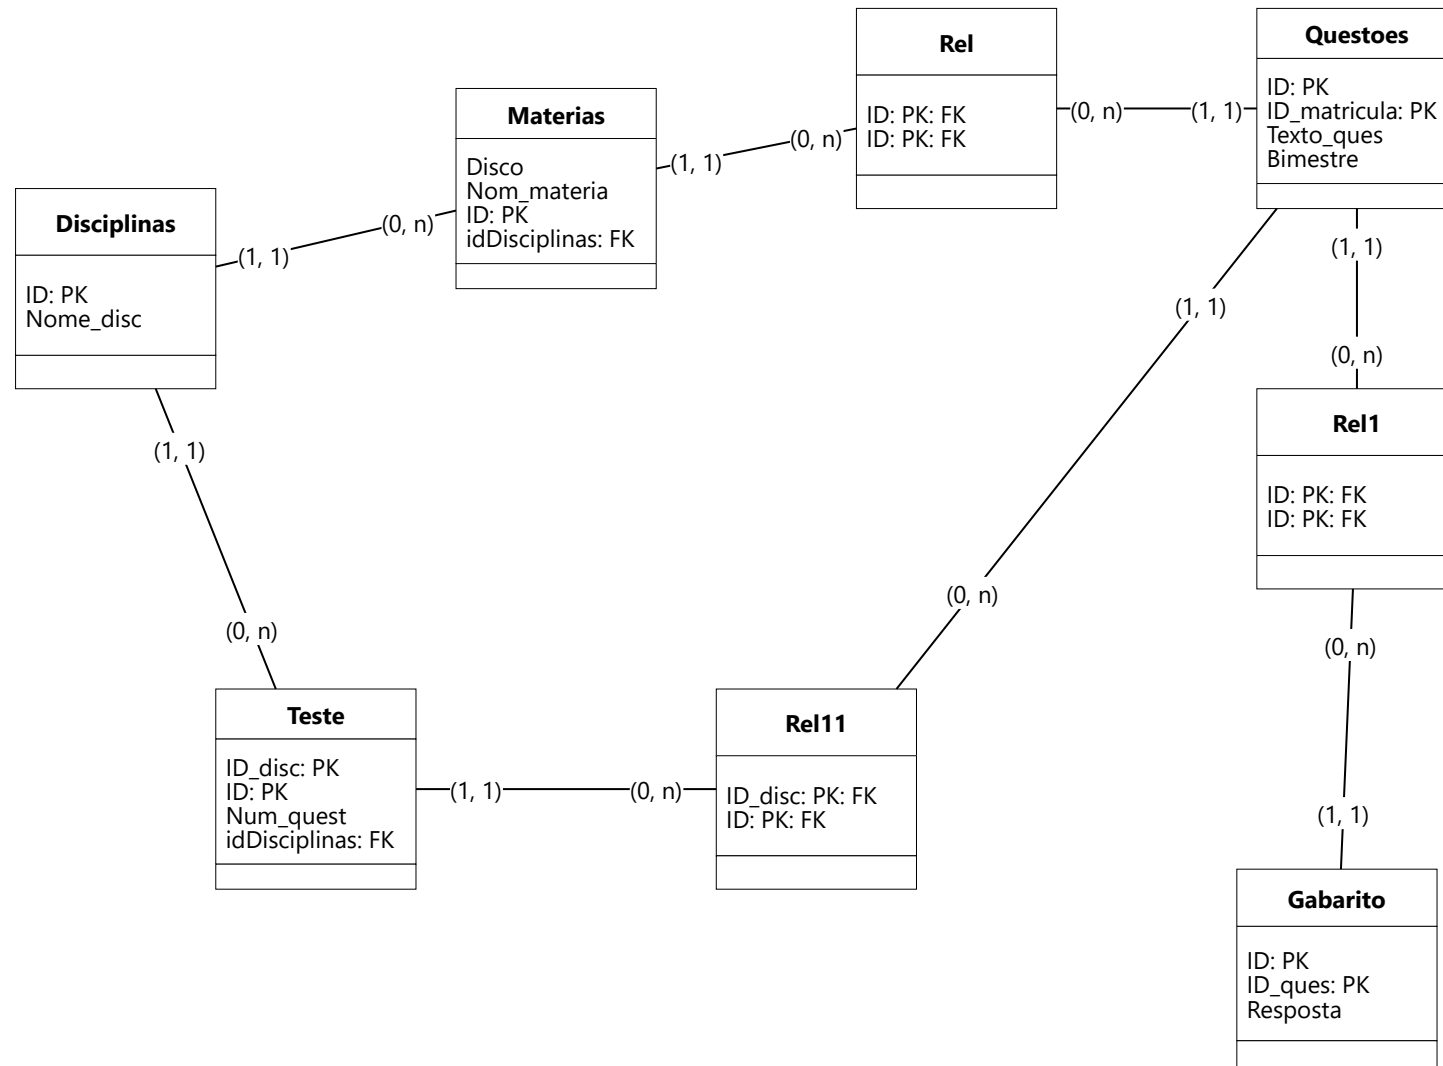 Rel
ID: PK: FK
ID: PK: FK
Questoes
ID: PK
ID_matricula: PK
Texto_ques
Bimestre
(0, n)
(1, 1)
Materias
Disco
Nom_materia
ID: PK
idDisciplinas: FK
(1, 1)
(0, n)
Disciplinas
ID: PK
Nome_disc
(1, 1)
(0, n)
(1, 1)
(0, n)
Rel1
ID: PK: FK
ID: PK: FK
(1, 1)
(0, n)
(1, 1)
(0, n)
Teste
ID_disc: PK
ID: PK
Num_quest
idDisciplinas: FK
(1, 1)
(0, n)
Rel11
ID_disc: PK: FK
ID: PK: FK
(0, n)
(1, 1)
Gabarito
ID: PK
ID_ques: PK
Resposta